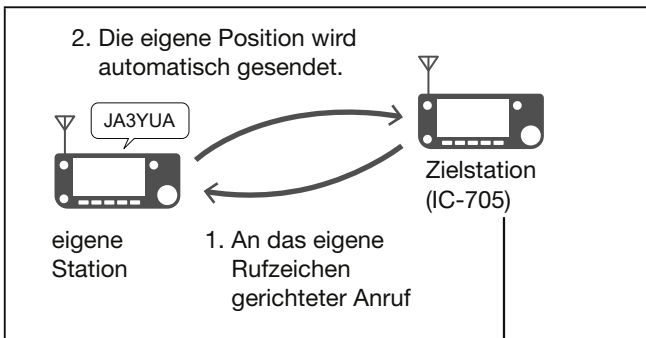 2. Die eigene Position wird
automatisch gesendet.
JA3YUA
Zielstation
(IC-705)
eigene
Station
1. An das eigene
Rufzeichen
gerichteter Anruf